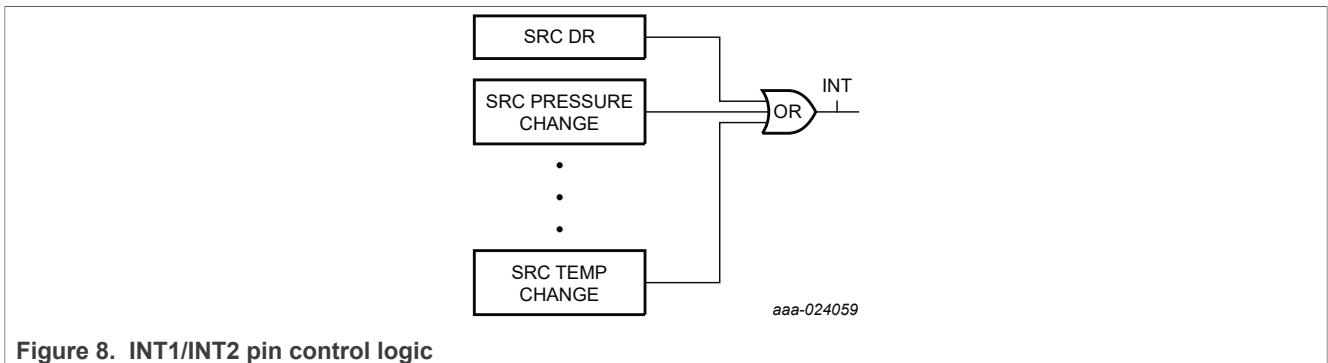 SRC DR
SRC PRESSURE
CHANGE
SRC TEMP
CHANGE
OR
INT
aaa-024059
Figure 8. INT1/INT2 pin control logic